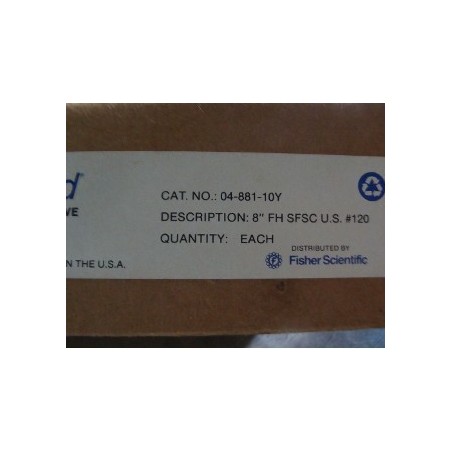 d®
VE
CAT. NO.: 04-881-10Y
DESCRIPTION: 8" FH SFSC U.S. #120
QUANTITY: EACH
N THE U.S.A.
DISTRIBUTED BY
Fisher Scientific